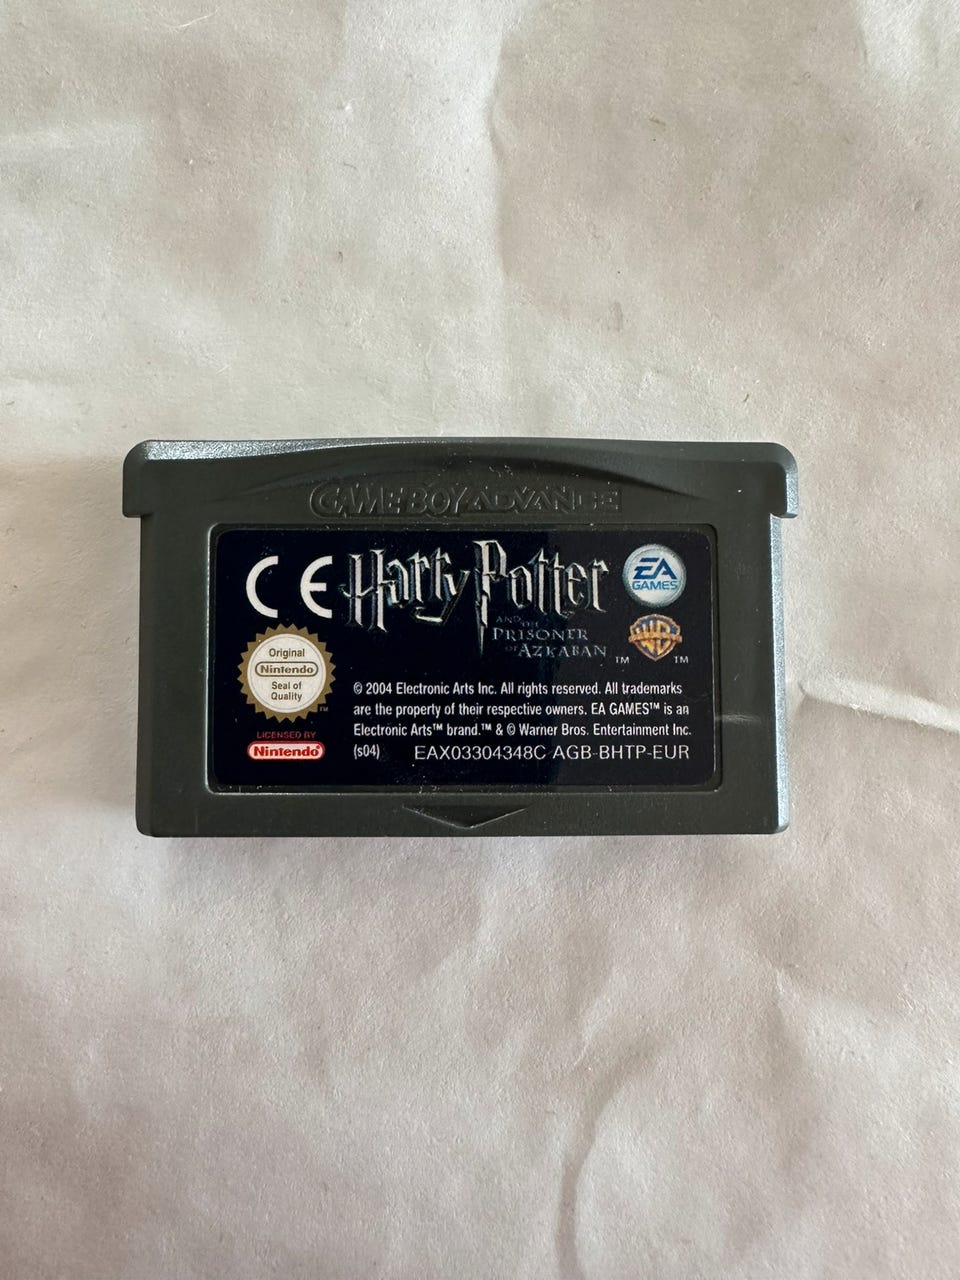 GAME BOY ADVANCE
CE
Harry Potter
AND THE
PRISONER
OF AZKABAN
TM
EA
GAMES
WB
TM
Original
Nintendo
Seal of
Quality
TM
LICENSED BY
Nintendo
© 2004 Electronic Arts Inc. All rights reserved. All trademarks
are the property of their respective owners. EA GAMES™ is an
Electronic Arts™ brand.™ & © Warner Bros. Entertainment Inc.
(s04) EAX03304348C AGB-BHTP-EUR